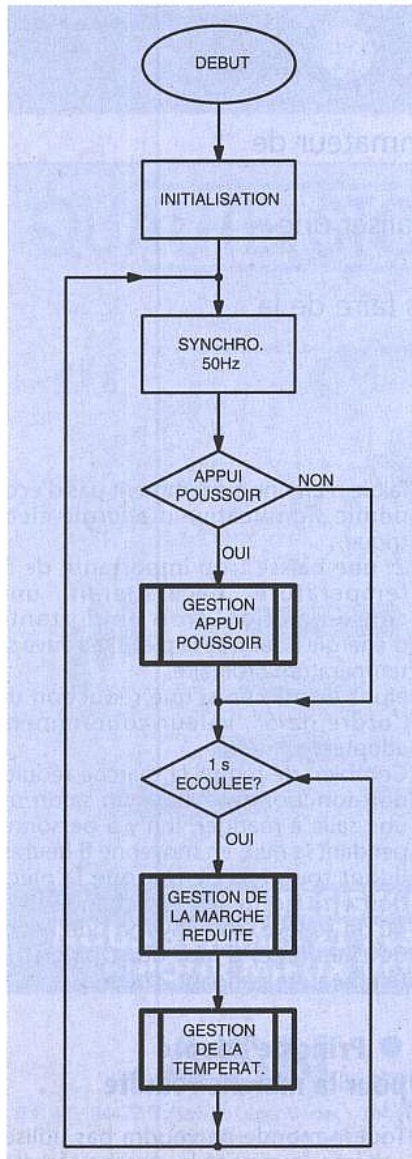 DEBUT
INITIALISATION
SYNCHRO.
50Hz
APPUI
POUSSOIR
NON
OUI
GESTION
APPUI
POUSSOIR
1 s
ECOULEE?
OUI
GESTION DE
LA MARCHE
REDUITE
GESTION
DE LA
TEMPERAT.